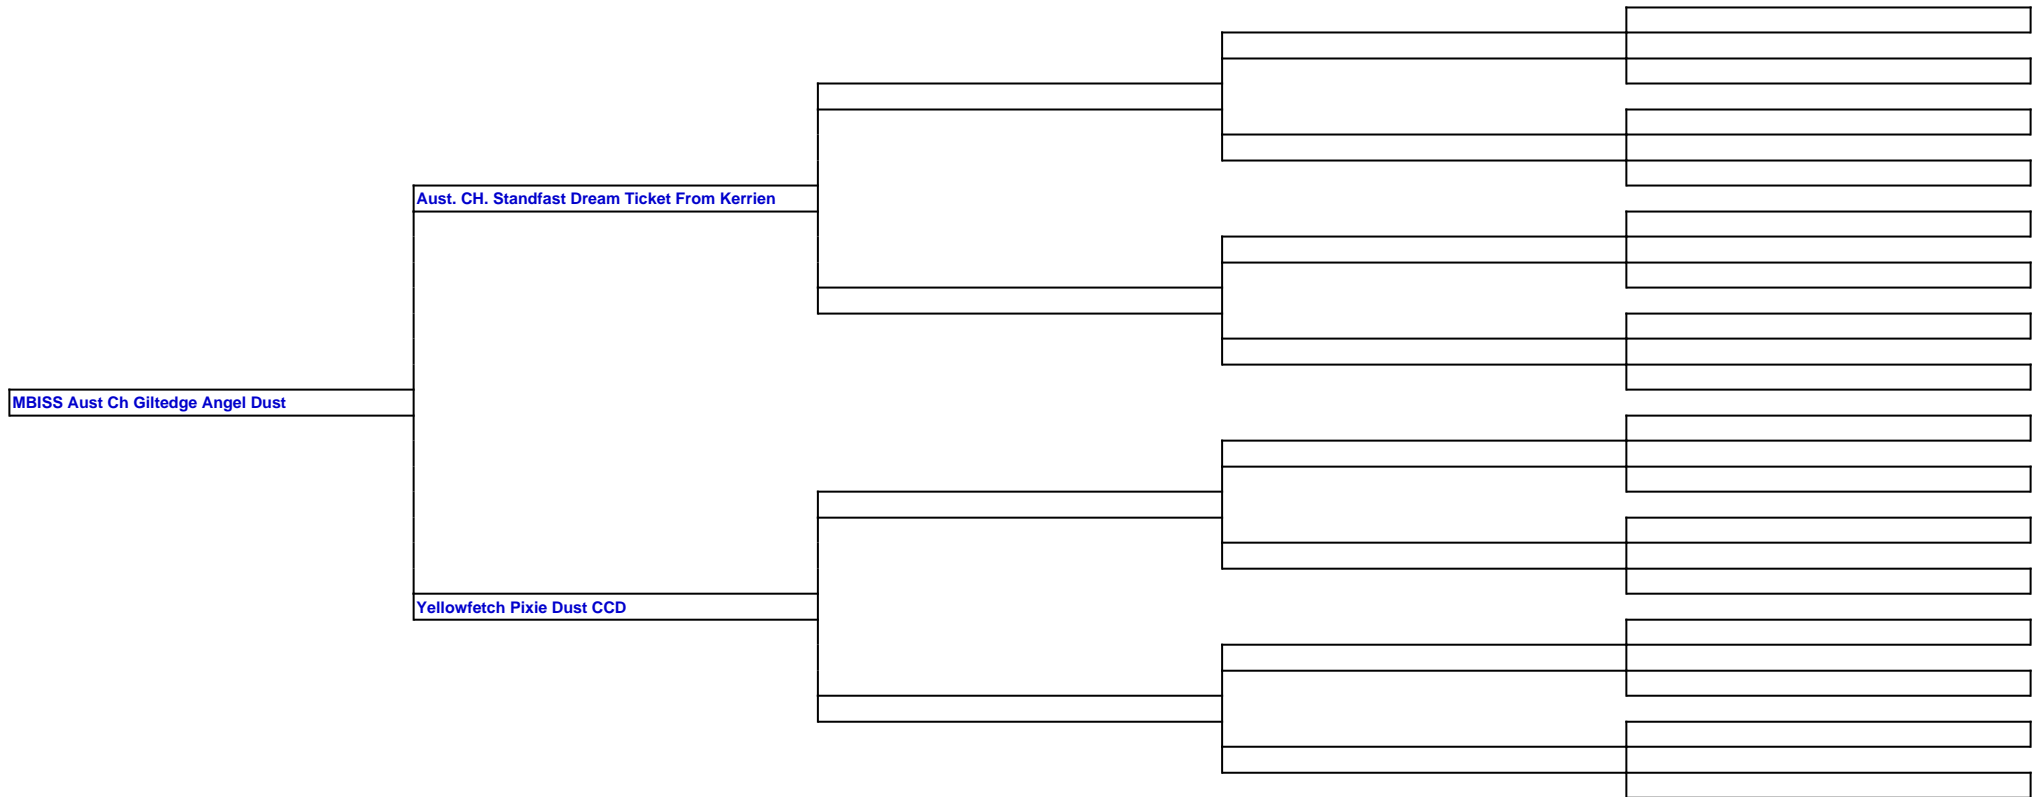 Aust. CH. Standfast Dream Ticket From Kerrien
MBISS Aust Ch Giltedge Angel Dust
Yellowfetch Pixie Dust CCD